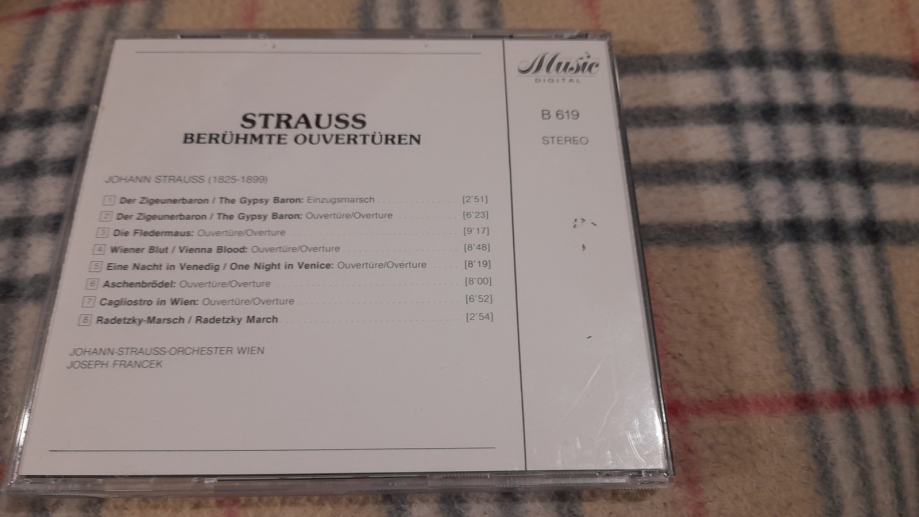 Music
DIGITAL
B 619
STEREO
STRAUSS
BERÜHMTE OUVERTÜREN
JOHANN STRAUSS (1825-1899)
1 Der Zigeunerbaron / The Gypsy Baron: Einzugsmarsch [2'51]
2 Der Zigeunerbaron / The Gypsy Baron: Ouvertüre/Overture [6'23]
3 Die Fledermaus: Ouvertüre/Overture [9'17]
4 Wiener Blut / Vienna Blood: Ouvertüre/Overture [8'48]
5 Eine Nacht in Venedig / One Night in Venice: Ouvertüre/Overture [8'19]
6 Aschenbrödel: Ouvertüre/Overture [8'00]
7 Cagliostro in Wien: Ouvertüre/Overture [6'52]
8 Radetzky-Marsch / Radetzky March [2'54]
JOHANN-STRAUSS-ORCHESTER WIEN
JOSEPH FRANCEK